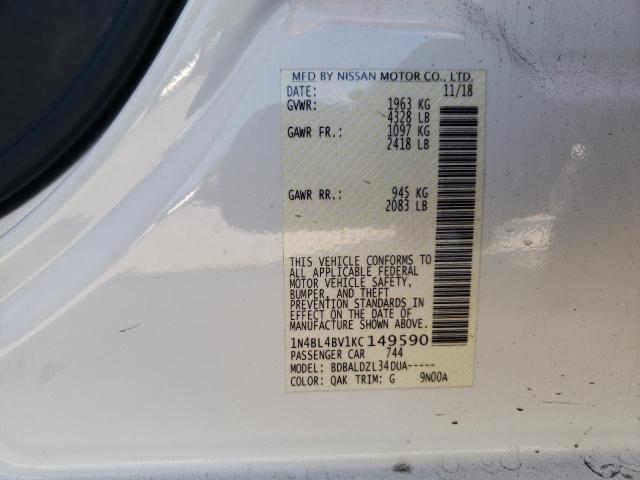 MFD BY NISSAN MOTOR CO., LTD.
DATE: 11/18
GVWR: 1963 KG
4328 LB
GAWR FR.: 1097 KG
2418 LB
GAWR RR.: 945 KG
2083 LB
THIS VEHICLE CONFORMS TO
ALL APPLICABLE FEDERAL
MOTOR VEHICLE SAFETY,
BUMPER, AND THEFT
PREVENTION STANDARDS IN
EFFECT ON THE DATE OF
MANUFACTURE SHOWN ABOVE.
1N4BL4BV1KC149590
PASSENGER CAR 744
MODEL: BDBALDZL34DUA-----
COLOR: QAK TRIM: G 9N00A